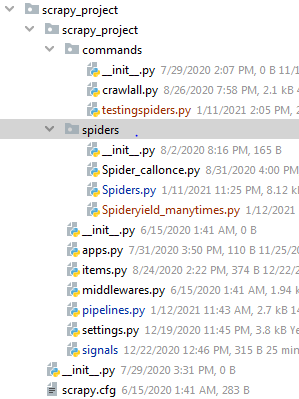 scrapy_project
scrapy_project
commands
__init__.py 7/29/2020 2:07 PM, 0 B 11/
crawlall.py 8/26/2020 7:58 PM, 2.1 kB 4
testingspiders.py 1/11/2021 2:05 PM, 2
spiders
__init__.py 8/2/2020 8:16 PM, 165 B
Spider_callonce.py 8/31/2020 4:00 PM
Spiders.py 1/11/2021 11:25 PM, 8.12 k
Spideryield_manytimes.py 1/12/2021
__init__.py 6/15/2020 1:41 AM, 0 B
apps.py 7/31/2020 3:50 PM, 110 B 11/25/20
items.py 8/24/2020 2:22 PM, 374 B 12/22/2
middlewares.py 6/15/2020 1:41 AM, 1.94 k
pipelines.py 1/12/2021 11:43 AM, 2.7 kB 14
settings.py 12/19/2020 11:45 PM, 3.8 kB Ye
signals 12/22/2020 12:46 PM, 315 B 25 min
__init__.py 7/29/2020 3:31 PM, 0 B
scrapy.cfg 6/15/2020 1:41 AM, 283 B